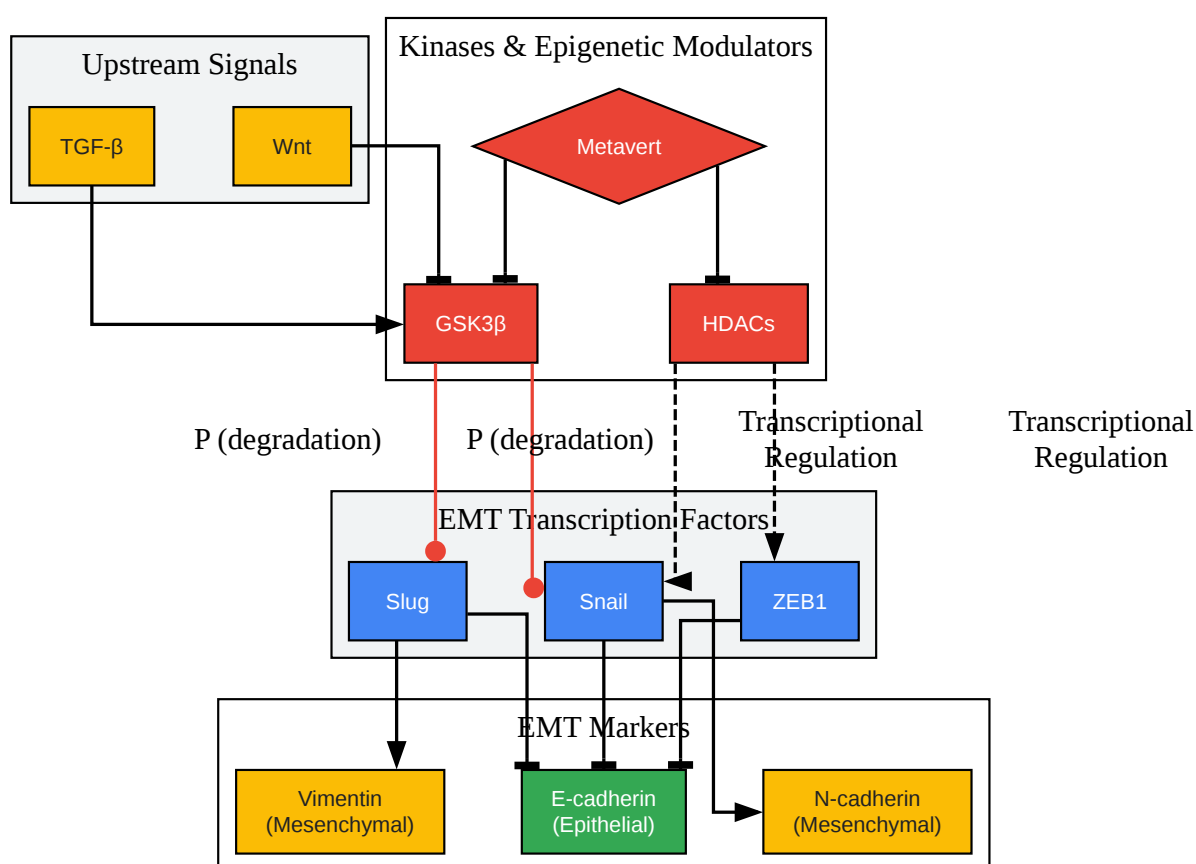 Kinases & Epigenetic Modulators
Upstream Signals
TGF-β
Wnt
Metavert
GSK3β
HDACs
P (degradation)
P (degradation)
Transcriptional
Regulation
Transcriptional
Regulation
EMT Transcription Factors
Slug
Snail
ZEB1
EMT Markers
Vimentin
(Mesenchymal)
E-cadherin
(Epithelial)
N-cadherin
(Mesenchymal)